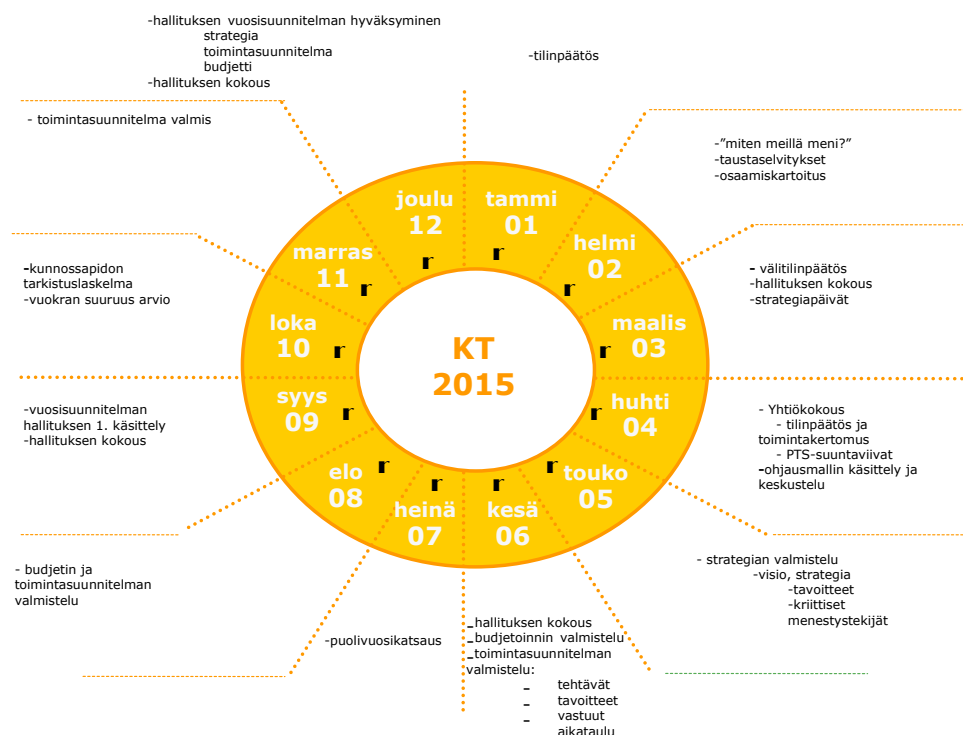 -hallituksen vuosisuunnitelman hyväksyminen
strategia
toimintasuunnitelma
budjetti
-hallituksen kokous
-tilinpäätös
- toimintasuunnitelma valmis
-”miten meillä meni?”
-taustaselvitykset
-osaamiskartoitus
-kunnossapidon
tarkistuslaskelma
-vuokran suuruus arvio
- välitilinpäätös
-hallituksen kokous
-strategiapäivät
-vuosisuunnitelman
hallituksen 1. käsittely
-hallituksen kokous
- Yhtiökokous
- tilinpäätös ja
toimintakertomus
- PTS-suuntaviivat
-ohjausmallin käsittely ja
keskustelu
- budjetin ja
toimintasuunnitelman
valmistelu
- strategian valmistelu
-visio, strategia
-tavoitteet
-kriittiset
menestystekijät
-puolivuosikatsaus
-hallituksen kokous
-budjetoinnin valmistelu
-toimintasuunnitelman
valmistelu:
- tehtävät
- tavoitteet
- vastuut
aikataulu
tammi
01
r
helmi
02
r
maalis
03
r
huhti
04
r
touko
05
r
kesä
06
r
heinä
07
r
elo
08
r
syys
09
r
loka
10
r
marras
11
r
joulu
12
r
KT
2015